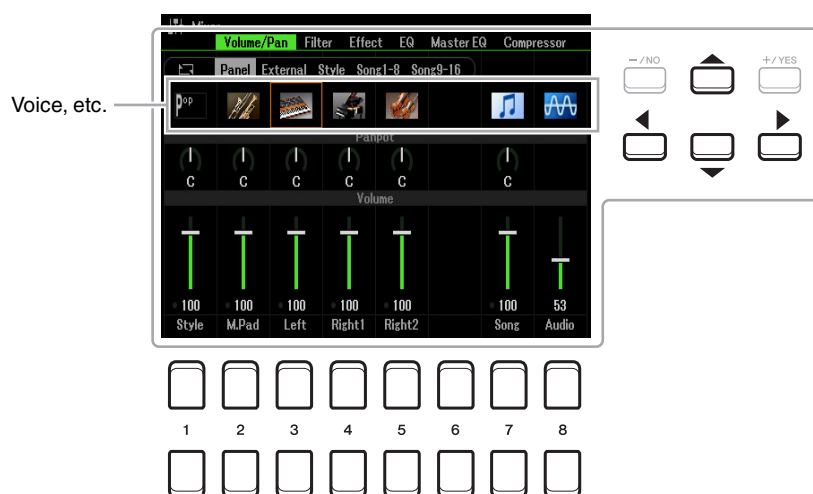 Volume/Pan Filter Effect EQ Master EQ Compressor
Panel External Style Song1-8 Song9-16
Voice, etc.
Pop
Panpot
C C C C C C
Volume
100 100 100 100 100 100 53
Style M.Pad Left Right1 Right2 Song Audio
1 2 3 4 5 6 7 8
−/NO +/YES